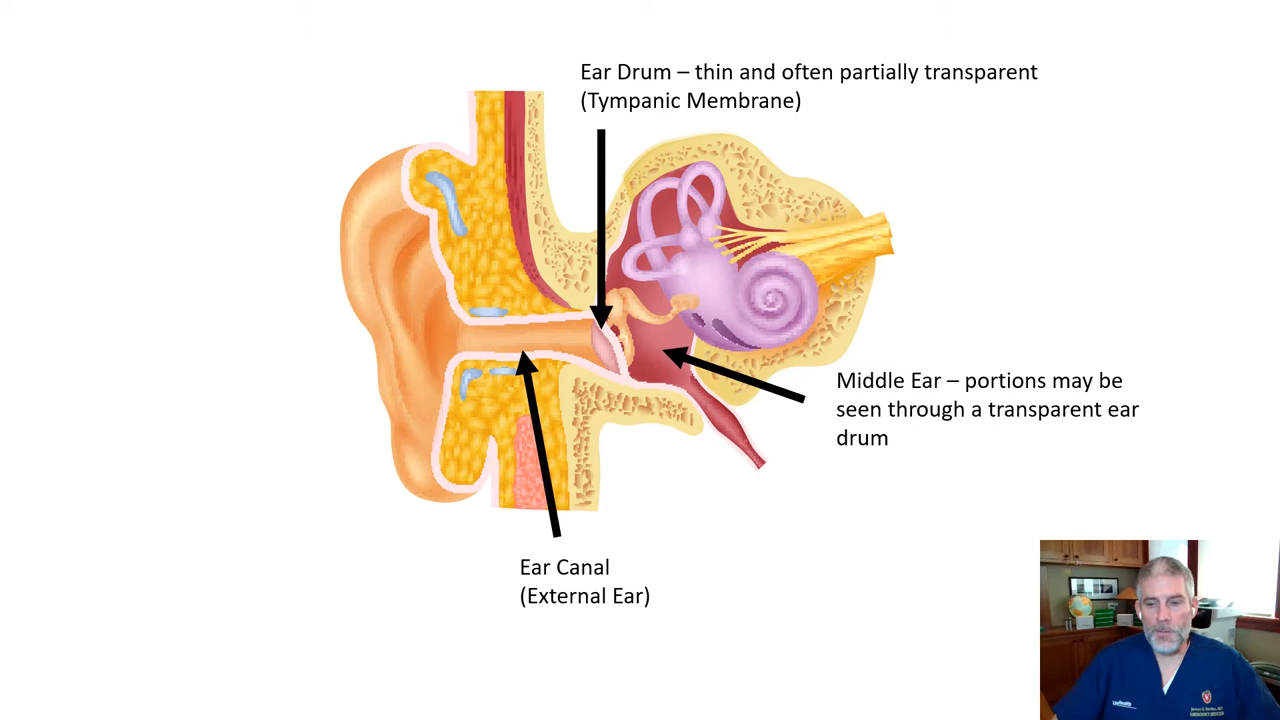 Ear Drum – thin and often partially transparent
(Tympanic Membrane)
Middle Ear – portions may be
seen through a transparent ear
drum
Ear Canal
(External Ear)
UWHealth